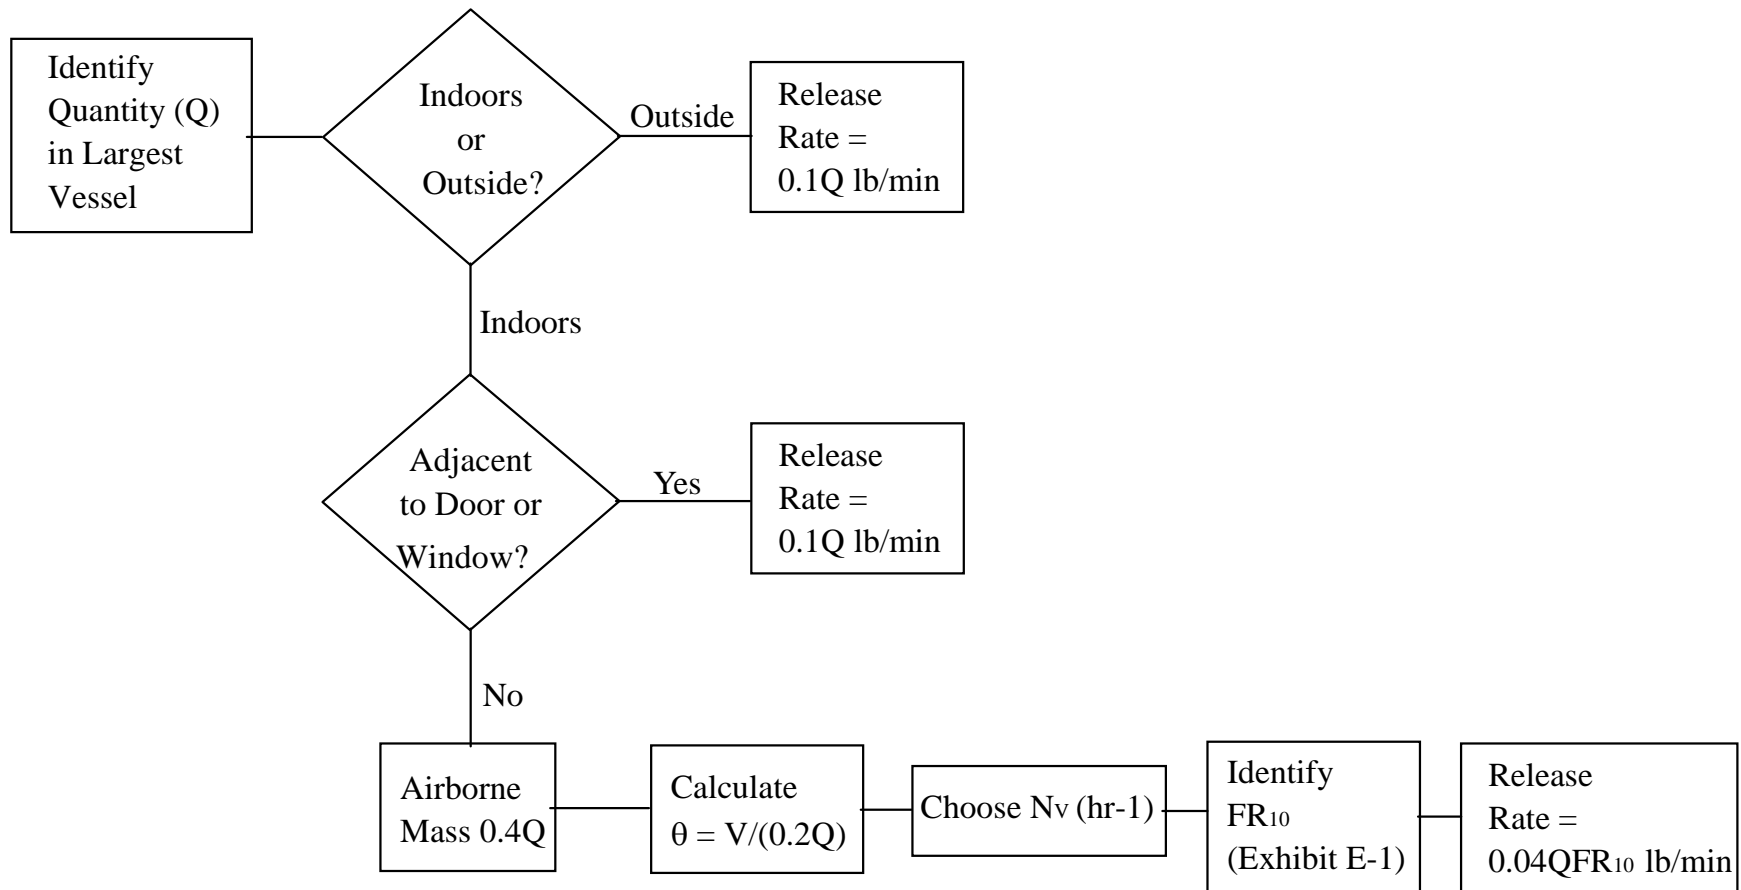 Identify
Quantity (Q)
in Largest
Vessel
Indoors
or
Outside?
Outside
Release
Rate =
0.1Q lb/min
Indoors
Adjacent
to Door or
Window?
Yes
Release
Rate =
0.1Q lb/min
No
Airborne
Mass 0.4Q
Calculate
θ = V/(0.2Q)
Choose Nv (hr-1)
Identify
FR10
(Exhibit E-1)
Release
Rate =
0.04QFR10 lb/min